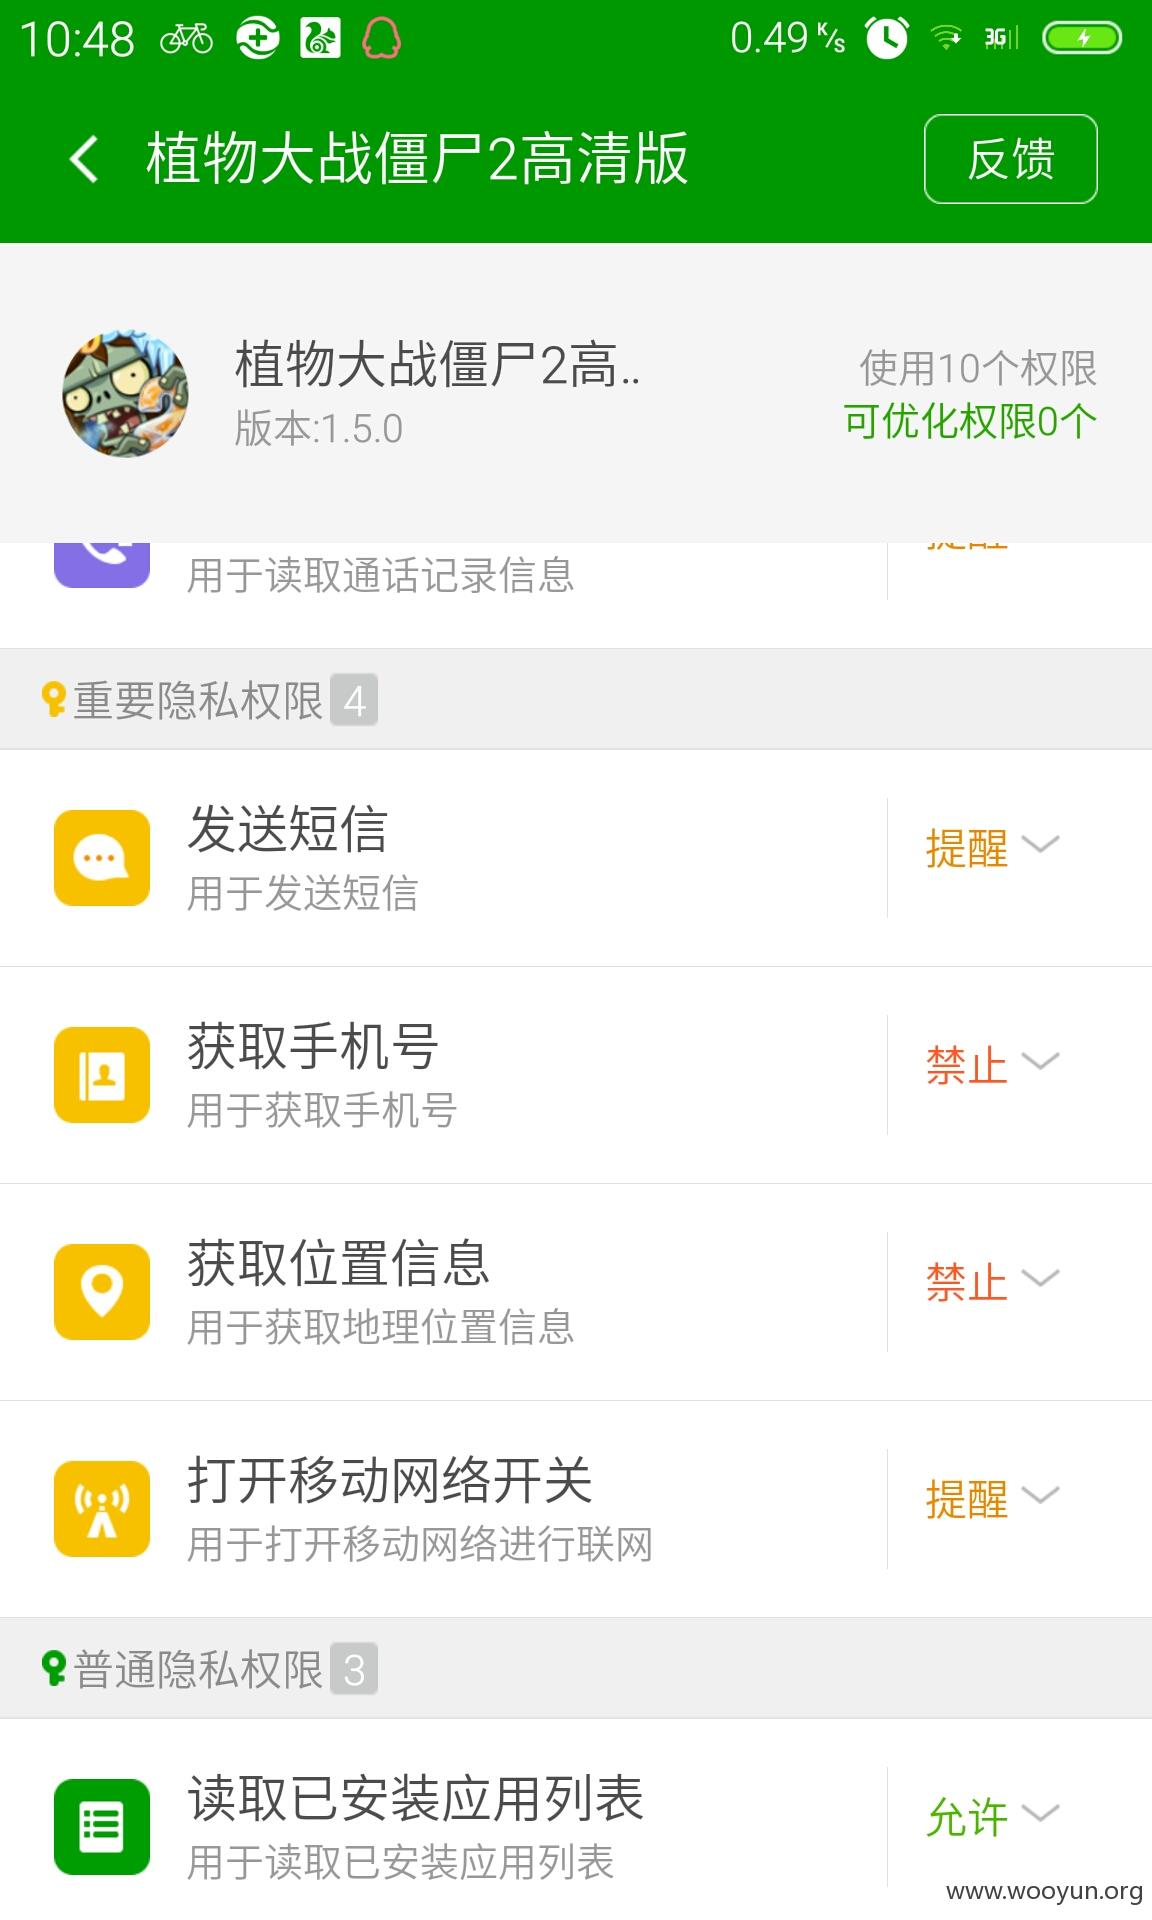 10:48
0.49 K/s
3G
植物大战僵尸2高清版
反馈
植物大战僵尸2高..
版本:1.5.0
使用10个权限
可优化权限0个
用于读取通话记录信息
提醒
重要隐私权限 4
发送短信
用于发送短信
提醒
获取手机号
用于获取手机号
禁止
获取位置信息
用于获取地理位置信息
禁止
打开移动网络开关
用于打开移动网络进行联网
提醒
普通隐私权限 3
读取已安装应用列表
用于读取已安装应用列表
允许
www.wooyun.org